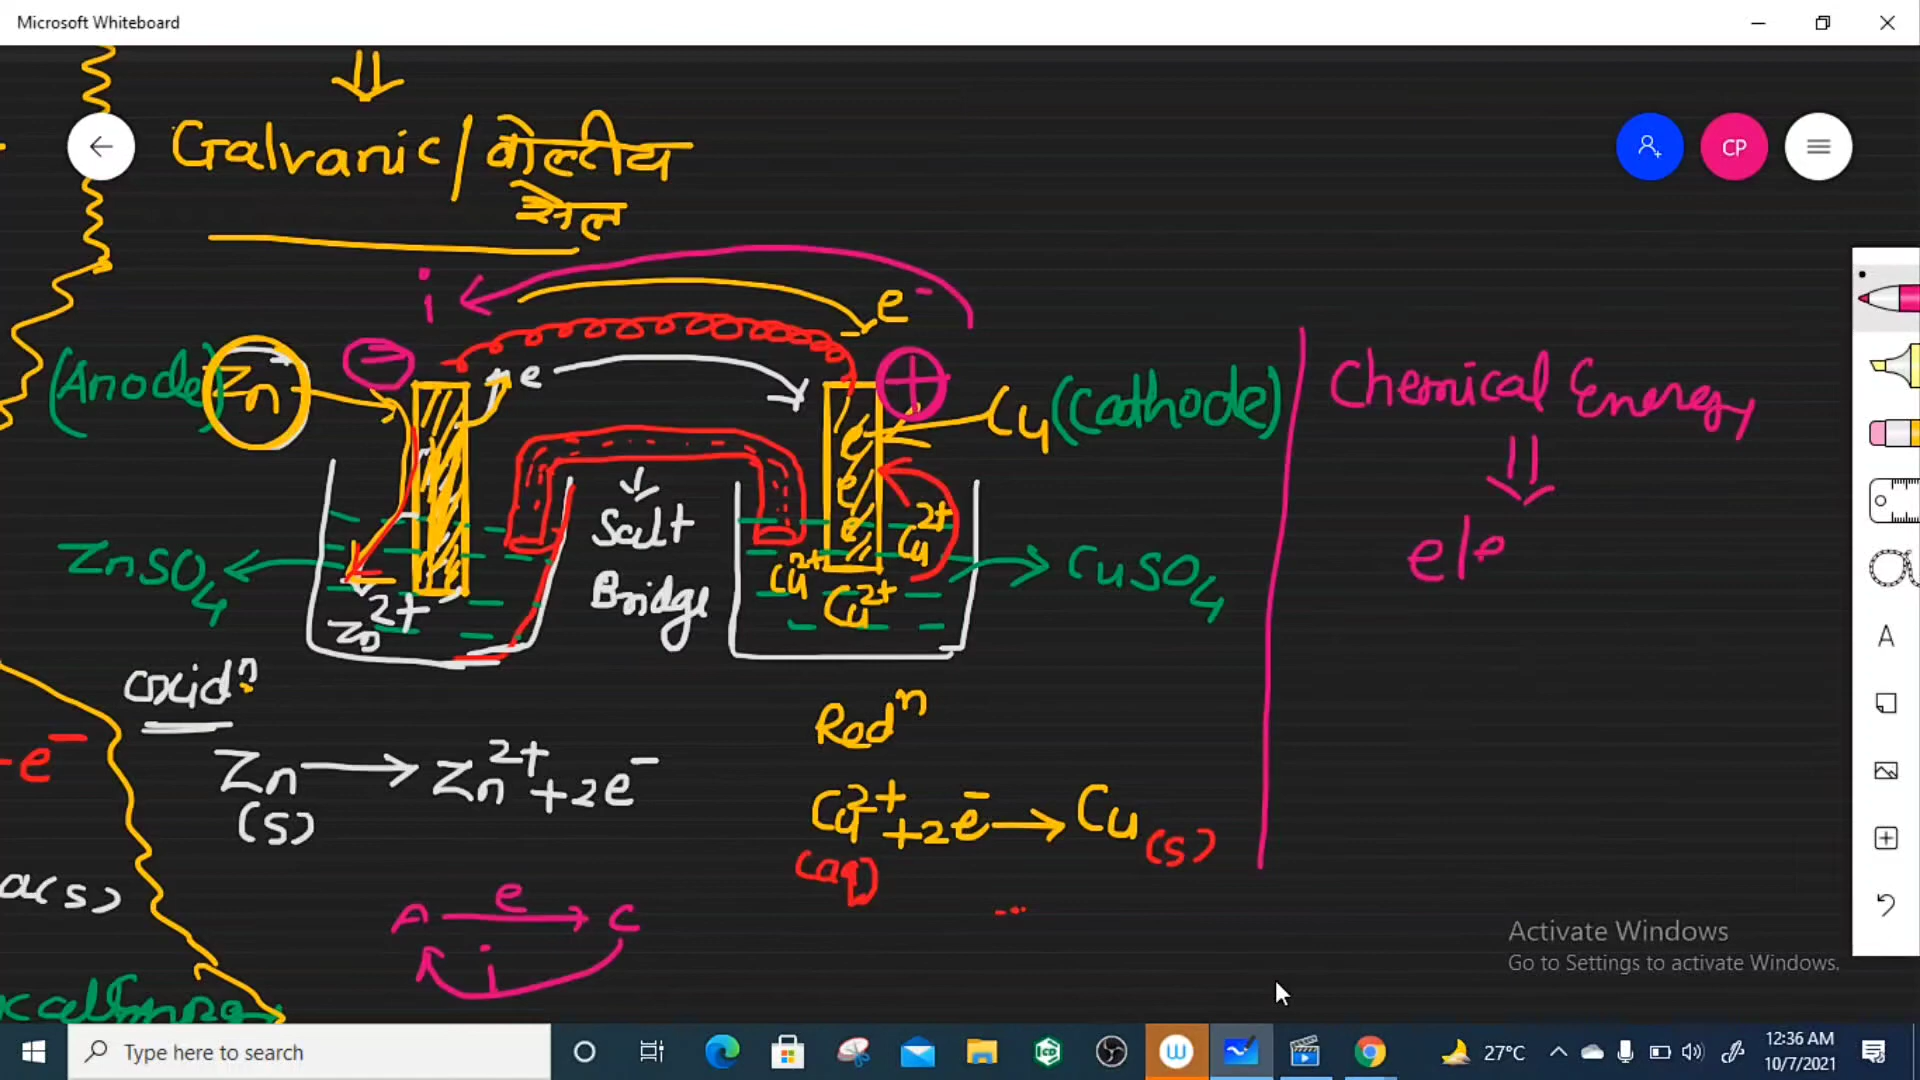 Microsoft Whiteboard
Galvanic / वोल्टीय
सेल
CP
i
e-
(Anode) Zn
e
Cu (Cathode)
Chemical Energy
e
e
e
ZnSO4
Salt
Bridge
Cu2+
Cu2+
Cu2+
CuSO4
ele
Zn2+
oxidn
Zn → Zn2+ + 2e-
(s)
Redn
Cu2+ + 2e- → Cu (s)
(aq)
-e-
a(s)
A e→ C
i
Activate Windows
Go to Settings to activate Windows.
Type here to search
27°C
12:36 AM
10/7/2021